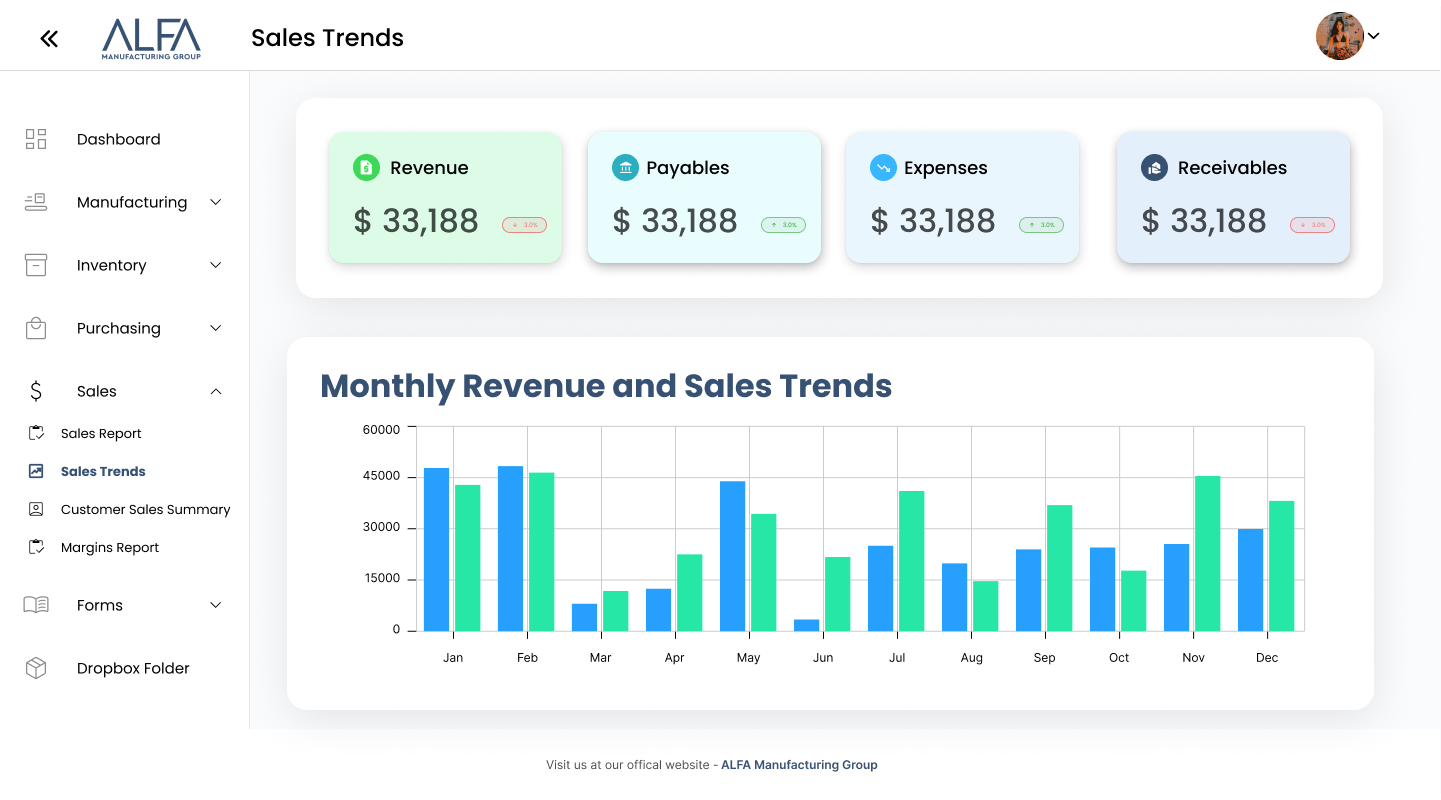 ALFA
MANUFACTURING GROUP
Sales Trends
Dashboard
Manufacturing
Inventory
Purchasing
Sales
Sales Report
Sales Trends
Customer Sales Summary
Margins Report
Forms
Dropbox Folder
Revenue
$ 33,188
↓ 3.0%
Payables
$ 33,188
↑ 3.0%
Expenses
$ 33,188
↑ 3.0%
Receivables
$ 33,188
↓ 3.0%
Monthly Revenue and Sales Trends
60000
45000
30000
15000
0
Jan Feb Mar Apr May Jun Jul Aug Sep Oct Nov Dec
Visit us at our offical website - ALFA Manufacturing Group